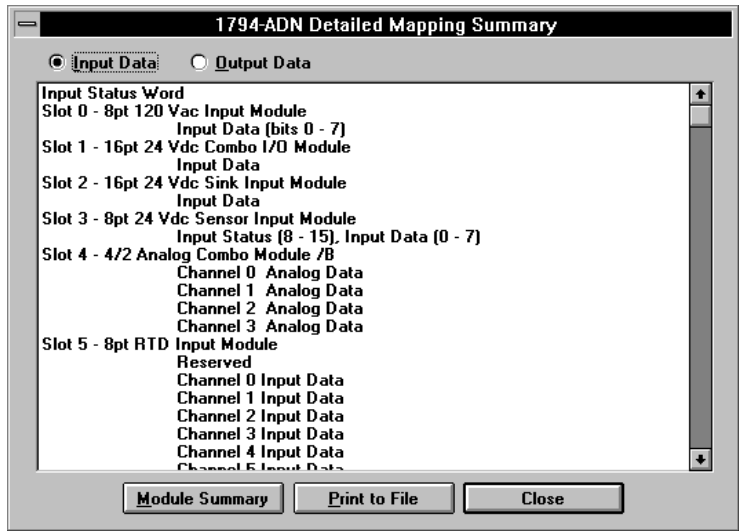 1794-ADN Detailed Mapping Summary
Input Data Output Data
Input Status Word
Slot 0 - 8pt 120 Vac Input Module
Input Data (bits 0 - 7)
Slot 1 - 16pt 24 Vdc Combo I/O Module
Input Data
Slot 2 - 16pt 24 Vdc Sink Input Module
Input Data
Slot 3 - 8pt 24 Vdc Sensor Input Module
Input Status (8 - 15), Input Data (0 - 7)
Slot 4 - 4/2 Analog Combo Module /B
Channel 0 Analog Data
Channel 1 Analog Data
Channel 2 Analog Data
Channel 3 Analog Data
Slot 5 - 8pt RTD Input Module
Reserved
Channel 0 Input Data
Channel 1 Input Data
Channel 2 Input Data
Channel 3 Input Data
Channel 4 Input Data
Channel 5 Input Data
Module Summary Print to File Close